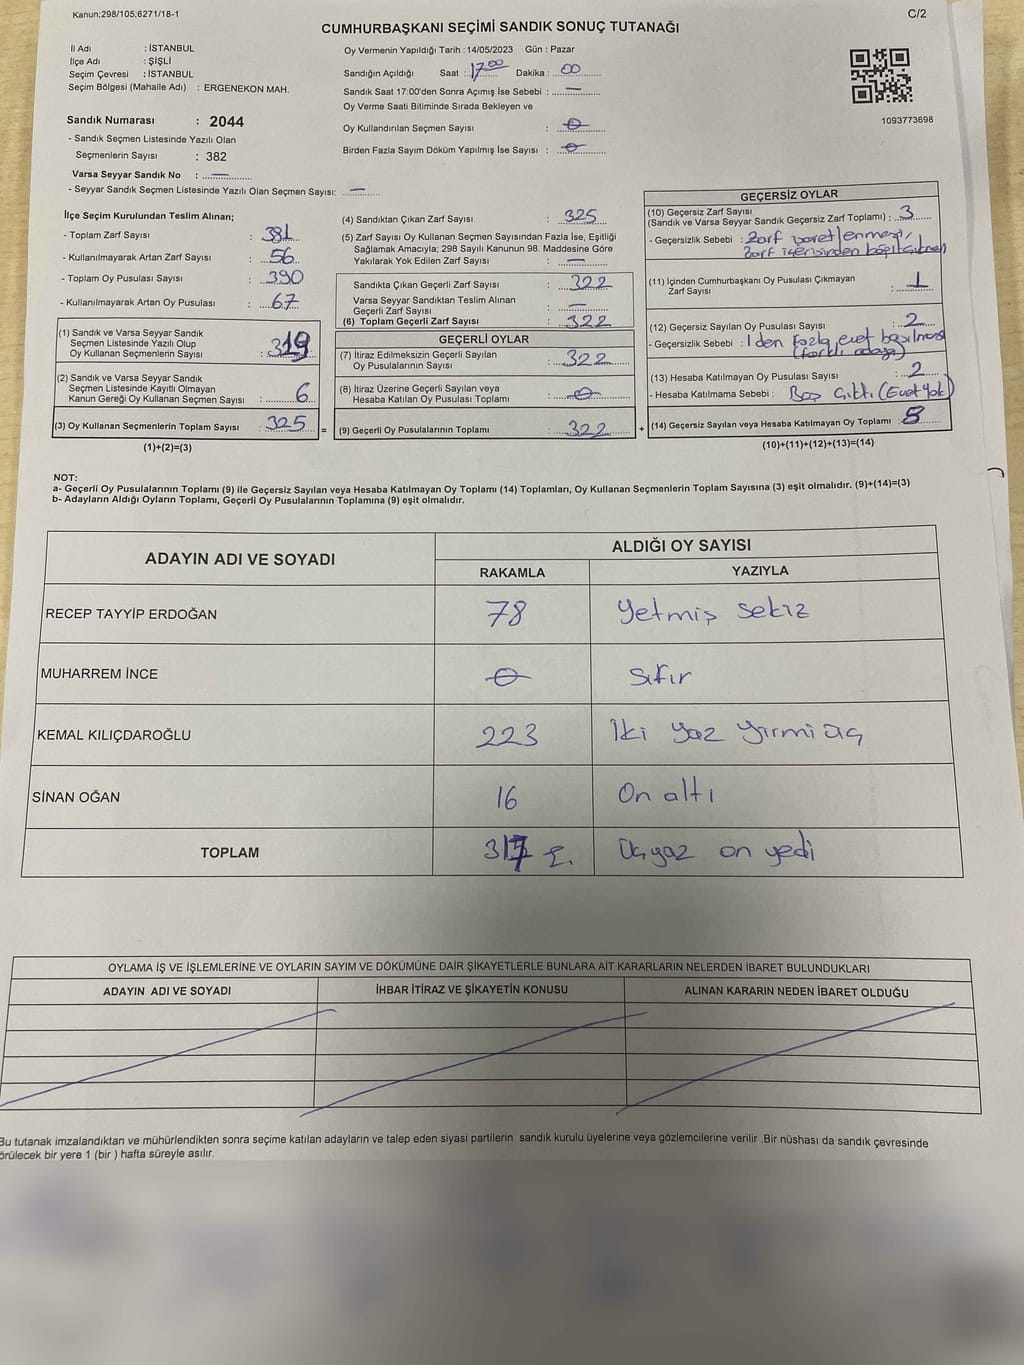 Kanun;298/105;6271/18-1
C/2
CUMHURBAŞKANI SEÇİMİ SANDIK SONUÇ TUTANAĞI
İl Adı : İSTANBUL
İlçe Adı : ŞİŞLİ
Seçim Çevresi : İSTANBUL
Seçim Bölgesi (Mahalle Adı) : ERGENEKON MAH.
Sandık Numarası : 2044
- Sandık Seçmen Listesinde Yazılı Olan
Seçmenlerin Sayısı : 382
Varsa Seyyar Sandık No : —
- Seyyar Sandık Seçmen Listesinde Yazılı Olan Seçmen Sayısı: —
Oy Vermenin Yapıldığı Tarih : 14/05/2023 Gün : Pazar
Sandığın Açıldığı Saat : 17.00 Dakika : 00
Sandık Saat 17:00'den Sonra Açımış İse Sebebi : —
Oy Verme Saati Bitiminde Sırada Bekleyen ve
Oy Kullandırılan Seçmen Sayısı : 0
Birden Fazla Sayım Döküm Yapılmış İse Sayısı : 0
1093773698
İlçe Seçim Kurulundan Teslim Alınan;
- Toplam Zarf Sayısı : 381
- Kullanılmayarak Artan Zarf Sayısı : 56
- Toplam Oy Pusulası Sayısı : 390
- Kullanılmayarak Artan Oy Pusulası : 67
(1) Sandık ve Varsa Seyyar Sandık
Seçmen Listesinde Yazılı Olup
Oy Kullanan Seçmenlerin Sayısı : 319
(2) Sandık ve Varsa Seyyar Sandık
Seçmen Listesinde Kayıtlı Olmayan
Kanun Gereği Oy Kullanan Seçmen Sayısı : 6
(3) Oy Kullanan Seçmenlerin Toplam Sayısı : 325 =
(1)+(2)=(3)
(4) Sandıktan Çıkan Zarf Sayısı : 325
(5) Zarf Sayısı Oy Kullanan Seçmen Sayısından Fazla İse, Eşitliği
Sağlamak Amacıyla; 298 Sayılı Kanunun 98. Maddesine Göre
Yakılarak Yok Edilen Zarf Sayısı : —
Sandıkta Çıkan Geçerli Zarf Sayısı : 322
Varsa Seyyar Sandıktan Teslim Alınan
Geçerli Zarf Sayısı : —
(6) Toplam Geçerli Zarf Sayısı : 322
GEÇERLİ OYLAR
(7) İtiraz Edilmeksizin Geçerli Sayılan
Oy Pusulalarının Sayısı : 322
(8) İtiraz Üzerine Geçerli Sayılan veya
Hesaba Katılan Oy Pusulası Toplamı : 0
(9) Geçerli Oy Pusulalarının Toplamı : 322 +
GEÇERSİZ OYLAR
(10) Geçersiz Zarf Sayısı
(Sandık ve Varsa Seyyar Sandık Geçersiz Zarf Toplamı) : 3
- Geçersizlik Sebebi : Zarf işaretlenmesi,
Zarf içerisinden
(11) İçinden Cumhurbaşkanı Oy Pusulası Çıkmayan
Zarf Sayısı : 1
(12) Geçersiz Sayılan Oy Pusulası Sayısı : 2
- Geçersizlik Sebebi : 1 den fazla evet basılması
(farklı adaya)
(13) Hesaba Katılmayan Oy Pusulası Sayısı : 2
- Hesaba Katılmama Sebebi : Boş Çıktı (Evet Yok)
(14) Geçersiz Sayılan veya Hesaba Katılmayan Oy Toplamı : 8
(10)+(11)+(12)+(13)=(14)
NOT:
a- Geçerli Oy Pusulalarının Toplamı (9) ile Geçersiz Sayılan veya Hesaba Katılmayan Oy Toplamı (14) Toplamları, Oy Kullanan Seçmenlerin Toplam Sayısına (3) eşit olmalıdır. (9)+(14)=(3)
b- Adayların Aldığı Oyların Toplamı, Geçerli Oy Pusulalarının Toplamına (9) eşit olmalıdır.
ADAYIN ADI VE SOYADI
ALDIĞI OY SAYISI
RAKAMLA YAZIYLA
RECEP TAYYİP ERDOĞAN 78 Yetmiş sekiz
MUHARREM İNCE 0 Sıfır
KEMAL KILIÇDAROĞLU 223 İki yüz yirmi üç
SİNAN OĞAN 16 On altı
TOPLAM 317 Üçyüz on yedi
OYLAMA İŞ VE İŞLEMLERİNE VE OYLARIN SAYIM VE DÖKÜMÜNE DAİR ŞİKAYETLERLE BUNLARA AİT KARARLARIN NELERDEN İBARET BULUNDUKLARI
ADAYIN ADI VE SOYADI İHBAR İTİRAZ VE ŞİKAYETİN KONUSU ALINAN KARARIN NEDEN İBARET OLDUĞU
Bu tutanak imzalandıktan ve mühürlendikten sonra seçime katılan adayların ve talep eden siyasi partilerin sandık kurulu üyelerine veya gözlemcilerine verilir .Bir nüshası da sandık çevresinde
örülecek bir yere 1 (bir ) hafta süreyle asılır.